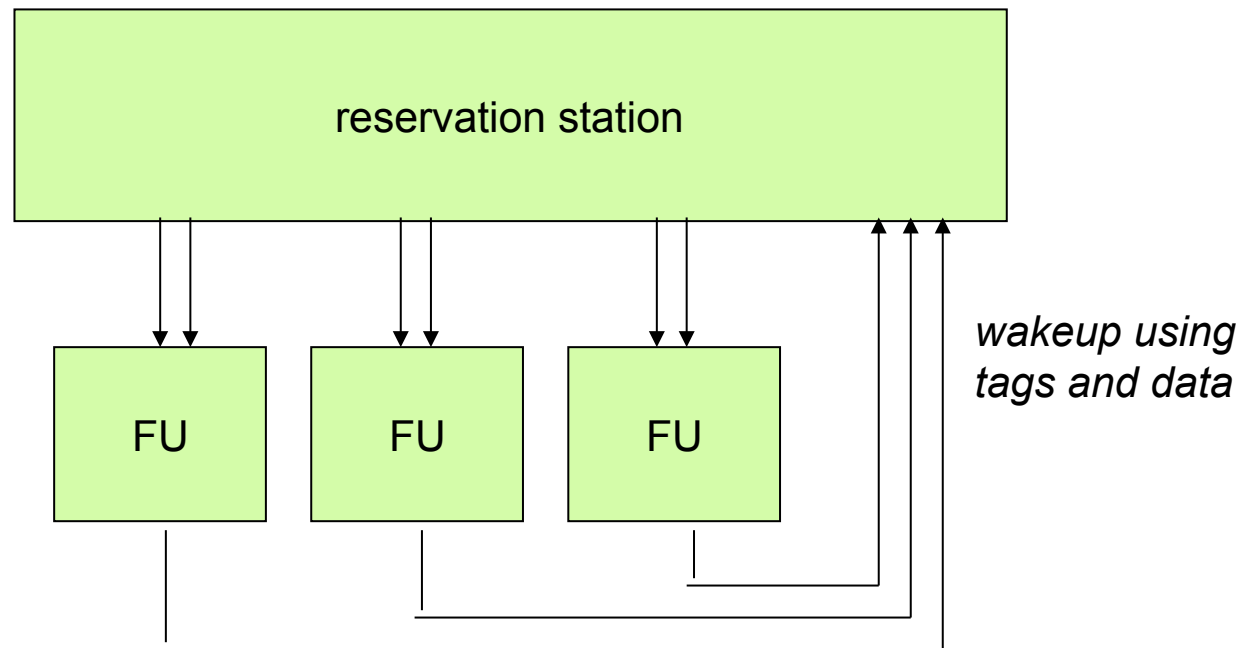 reservation station
wakeup using
tags and data
FU
FU
FU